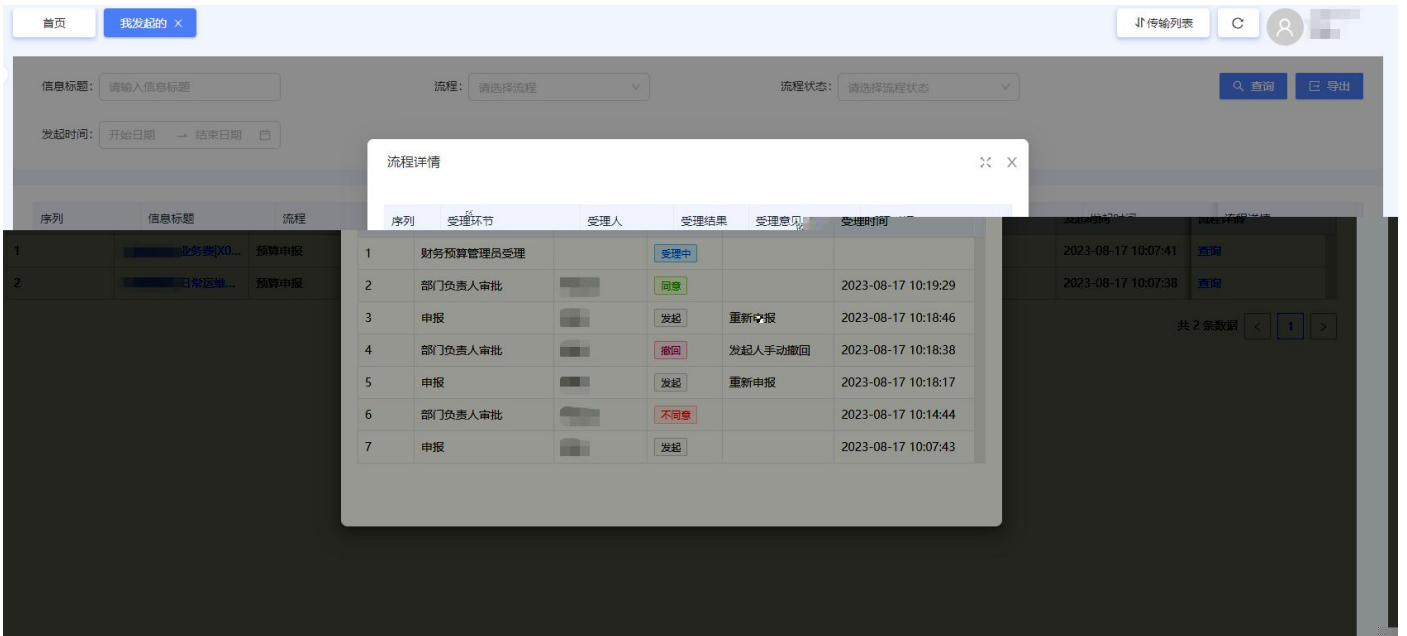 首页 我发起的 × 传输列表
信息标题: 请输入信息标题 流程: 请选择流程 流程状态: 请选择流程状态 查询 导出
发起时间: 开始日期 → 结束日期
流程详情
序列 信息标题 流程 序列 受理环节 受理人 受理结果 受理意见 受理时间
1 业务费|X0... 预算申报 1 财务预算管理员受理 受理中 2023-08-17 10:07:41 查阅
2 日常运维... 预算申报 2 部门负责人审批 同意 2023-08-17 10:19:29 2023-08-17 10:07:38 查阅
3 申报 发起 重新申报 2023-08-17 10:18:46 共 2 条数据 < 1 >
4 部门负责人审批 撤回 发起人手动撤回 2023-08-17 10:18:38
5 申报 发起 重新申报 2023-08-17 10:18:17
6 部门负责人审批 不同意 2023-08-17 10:14:44
7 申报 发起 2023-08-17 10:07:43